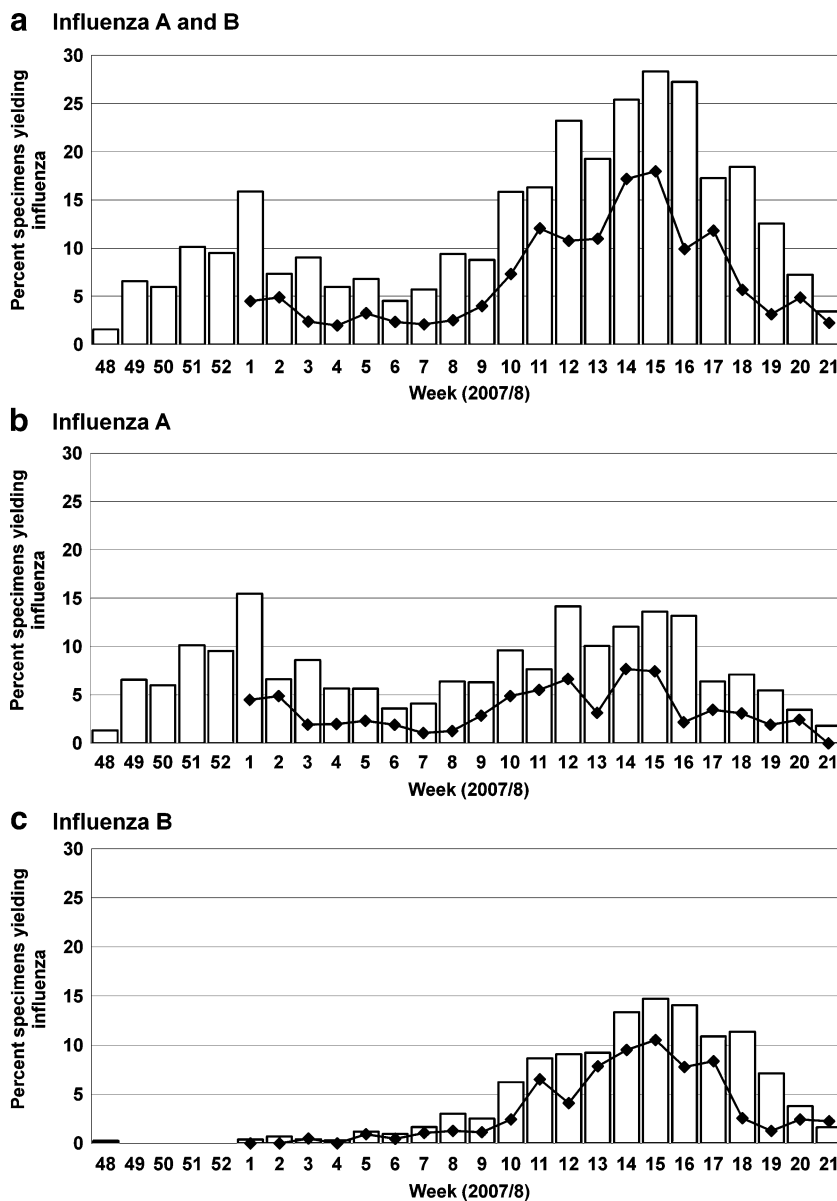 a Influenza A and B
Percent specimens yielding
influenza
30
25
20
15
10
5
0
48 49 50 51 52 1 2 3 4 5 6 7 8 9 10 11 12 13 14 15 16 17 18 19 20 21
Week (2007/8)
b Influenza A
Percent specimens yielding
influenza
30
25
20
15
10
5
0
48 49 50 51 52 1 2 3 4 5 6 7 8 9 10 11 12 13 14 15 16 17 18 19 20 21
Week (2007/8)
c Influenza B
Percent specimens yielding
influenza
30
25
20
15
10
5
0
48 49 50 51 52 1 2 3 4 5 6 7 8 9 10 11 12 13 14 15 16 17 18 19 20 21
Week (2007/8)